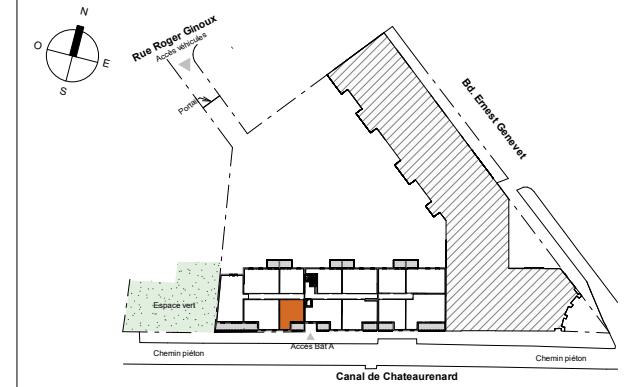 N
O
E
S
Rue Roger Ginoux
Accès véhicules
Portail
Bd. Ernest Genevet
Espace vert
Accès Bât A
Chemin piéton
Chemin piéton
Canal de Chateaurenard